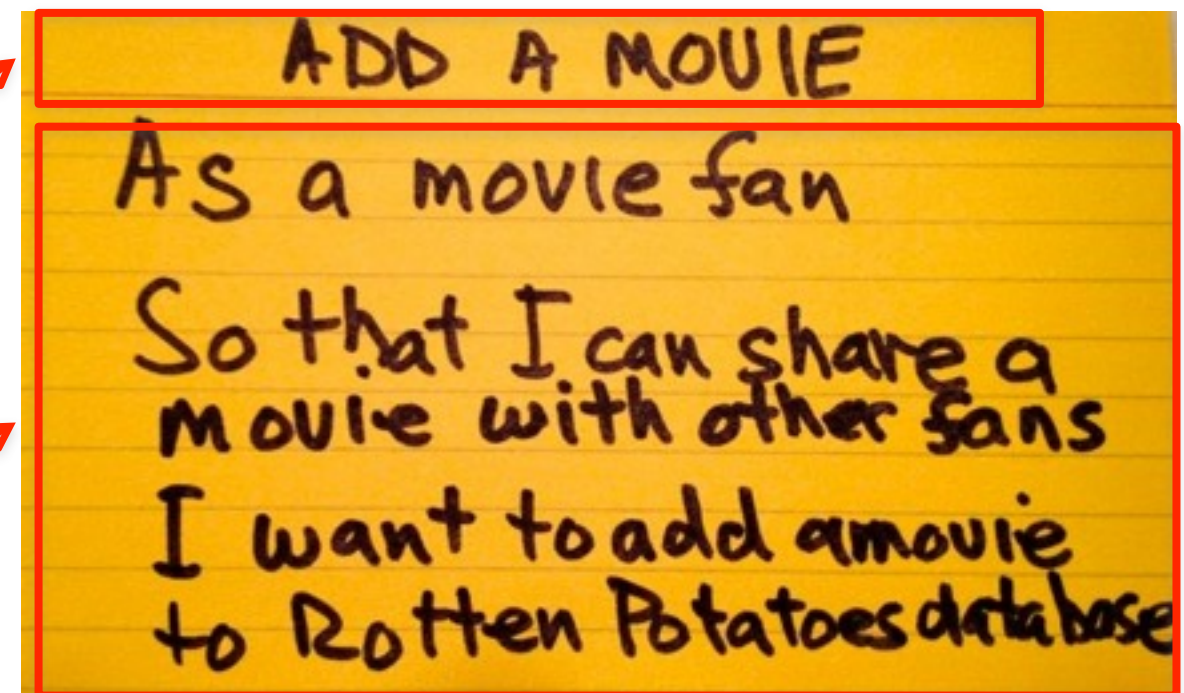 ADD A MOVIE
As a movie fan
So that I can share a
movie with other fans
I want to add a movie
to Rotten Potatoes database